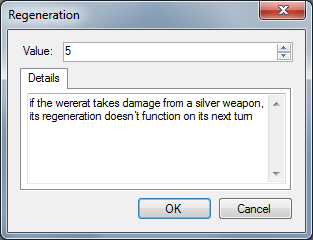 Regeneration
Value: 5
Details
if the wererat takes damage from a silver weapon,
its regeneration doesn't function on its next turn
OK Cancel